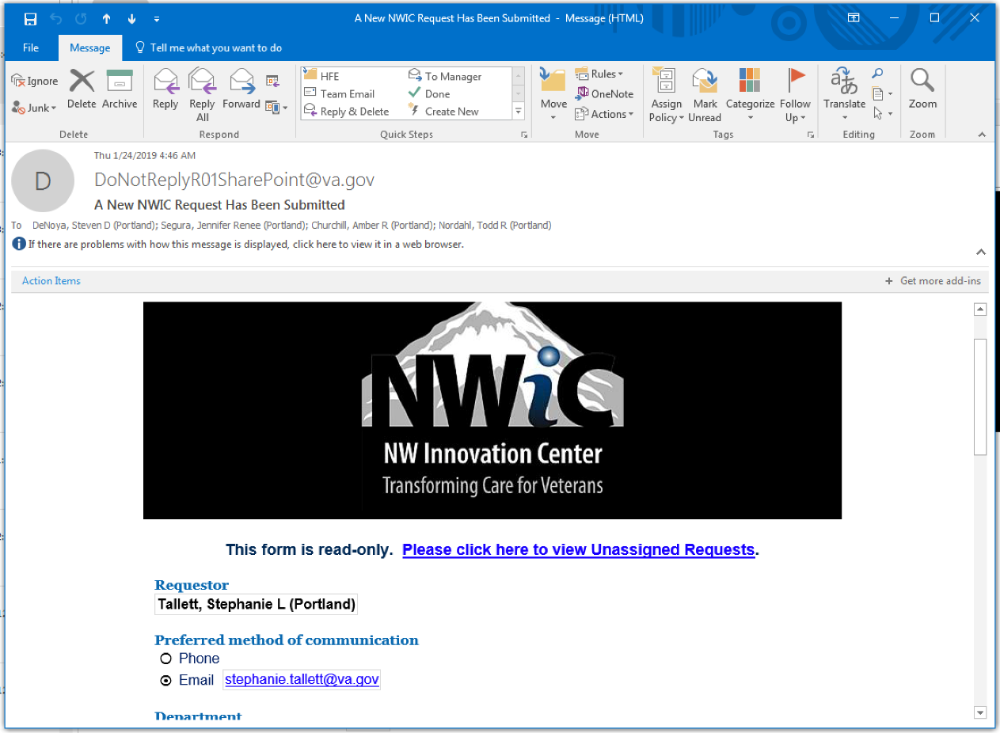 A New NWIC Request Has Been Submitted - Message (HTML)
File Message Tell me what you want to do
Ignore
Junk
Delete Archive
Delete
Reply Reply All Forward
Respond
HFE To Manager
Team Email Done
Reply & Delete Create New
Quick Steps
Move Rules
OneNote
Actions
Move
Assign Policy Mark Unread Categorize Follow Up
Tags
Translate
Editing
Zoom
Zoom
D
Thu 1/24/2019 4:46 AM
DoNotReplyR01SharePoint@va.gov
A New NWIC Request Has Been Submitted
To DeNoya, Steven D (Portland); Segura, Jennifer Renee (Portland); Churchill, Amber R (Portland); Nordahl, Todd R (Portland)
If there are problems with how this message is displayed, click here to view it in a web browser.
Action Items + Get more add-ins
NWiC
NW Innovation Center
Transforming Care for Veterans
This form is read-only. Please click here to view Unassigned Requests.
Requestor
Tallett, Stephanie L (Portland)
Preferred method of communication
Phone
Email stephanie.tallett@va.gov
Department